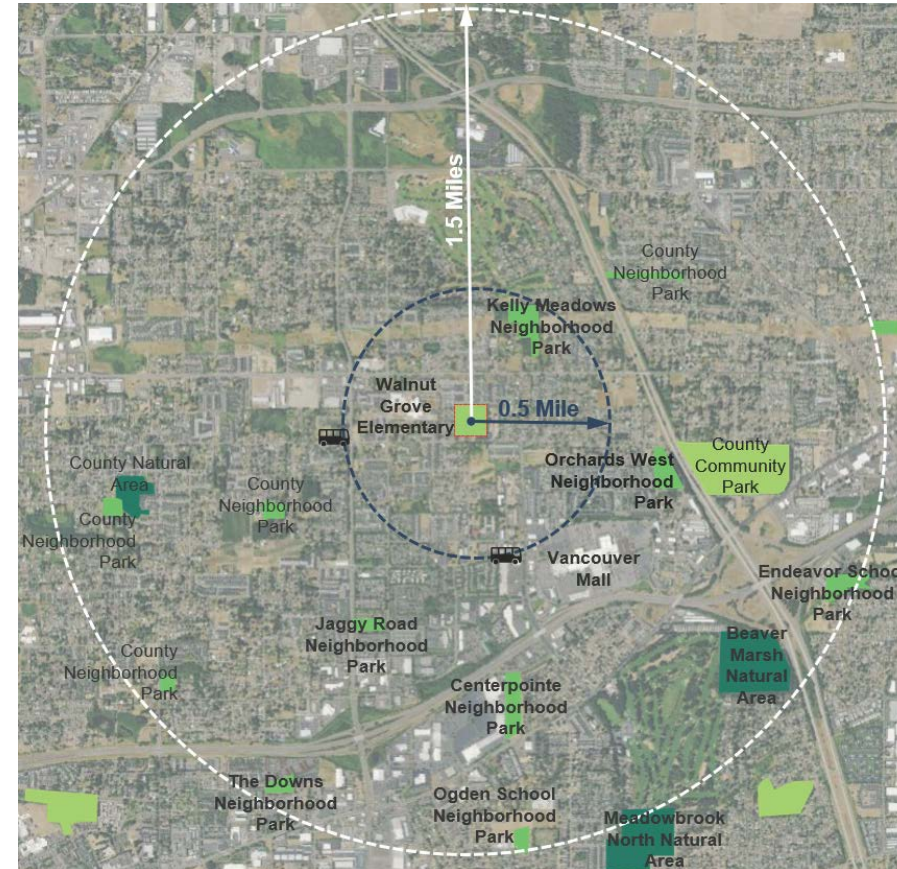 1.5 Miles
County
Neighborhood
Park
Kelly Meadows
Neighborhood
Park
Walnut
Grove
Elementary
0.5 Mile
Orchards West
Neighborhood
Park
County
Community
Park
County Natural
Area
County
Neighborhood
Park
County
Neighborhood
Park
Vancouver
Mall
Endeavor Schoo
Neighborhood
Park
Jaggy Road
Neighborhood
Park
Beaver
Marsh
Natural
Area
County
Neighborhood
Park
Centerpointe
Neighborhood
Park
The Downs
Neighborhood
Park
Ogden School
Neighborhood
Park
Meadowbrook
North Natural
Area